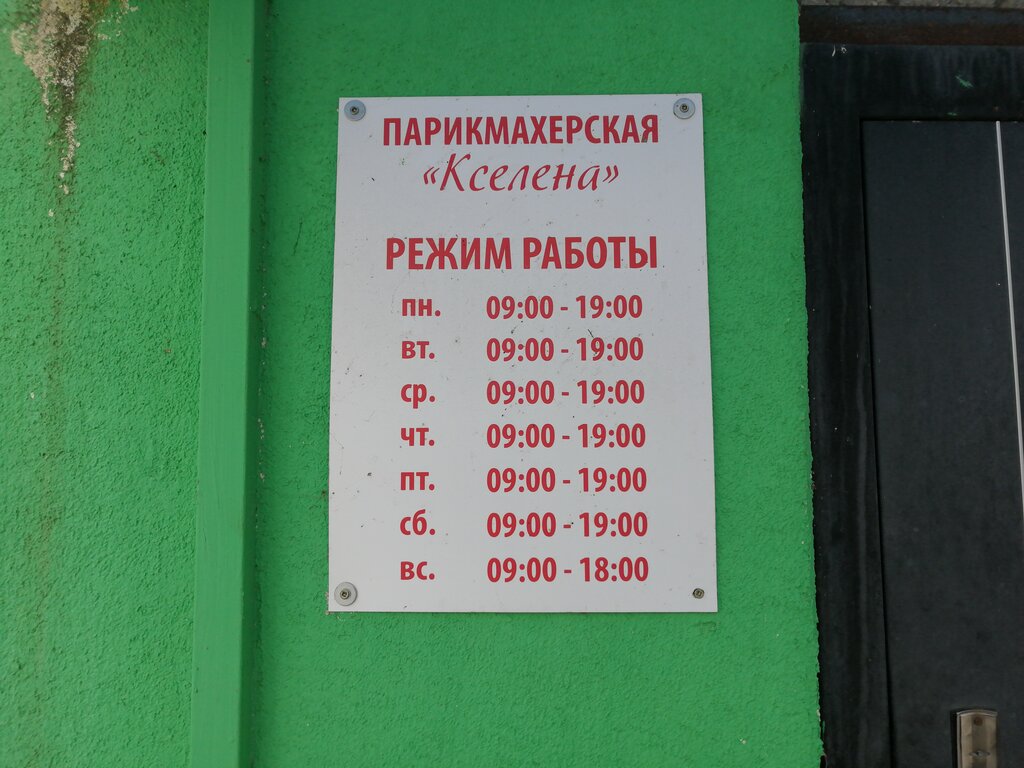 ПАРИКМАХЕРСКАЯ
«Кселена»
РЕЖИМ РАБОТЫ
пн. 09:00 - 19:00
вт. 09:00 - 19:00
ср. 09:00 - 19:00
чт. 09:00 - 19:00
пт. 09:00 - 19:00
сб. 09:00 - 19:00
вс. 09:00 - 18:00